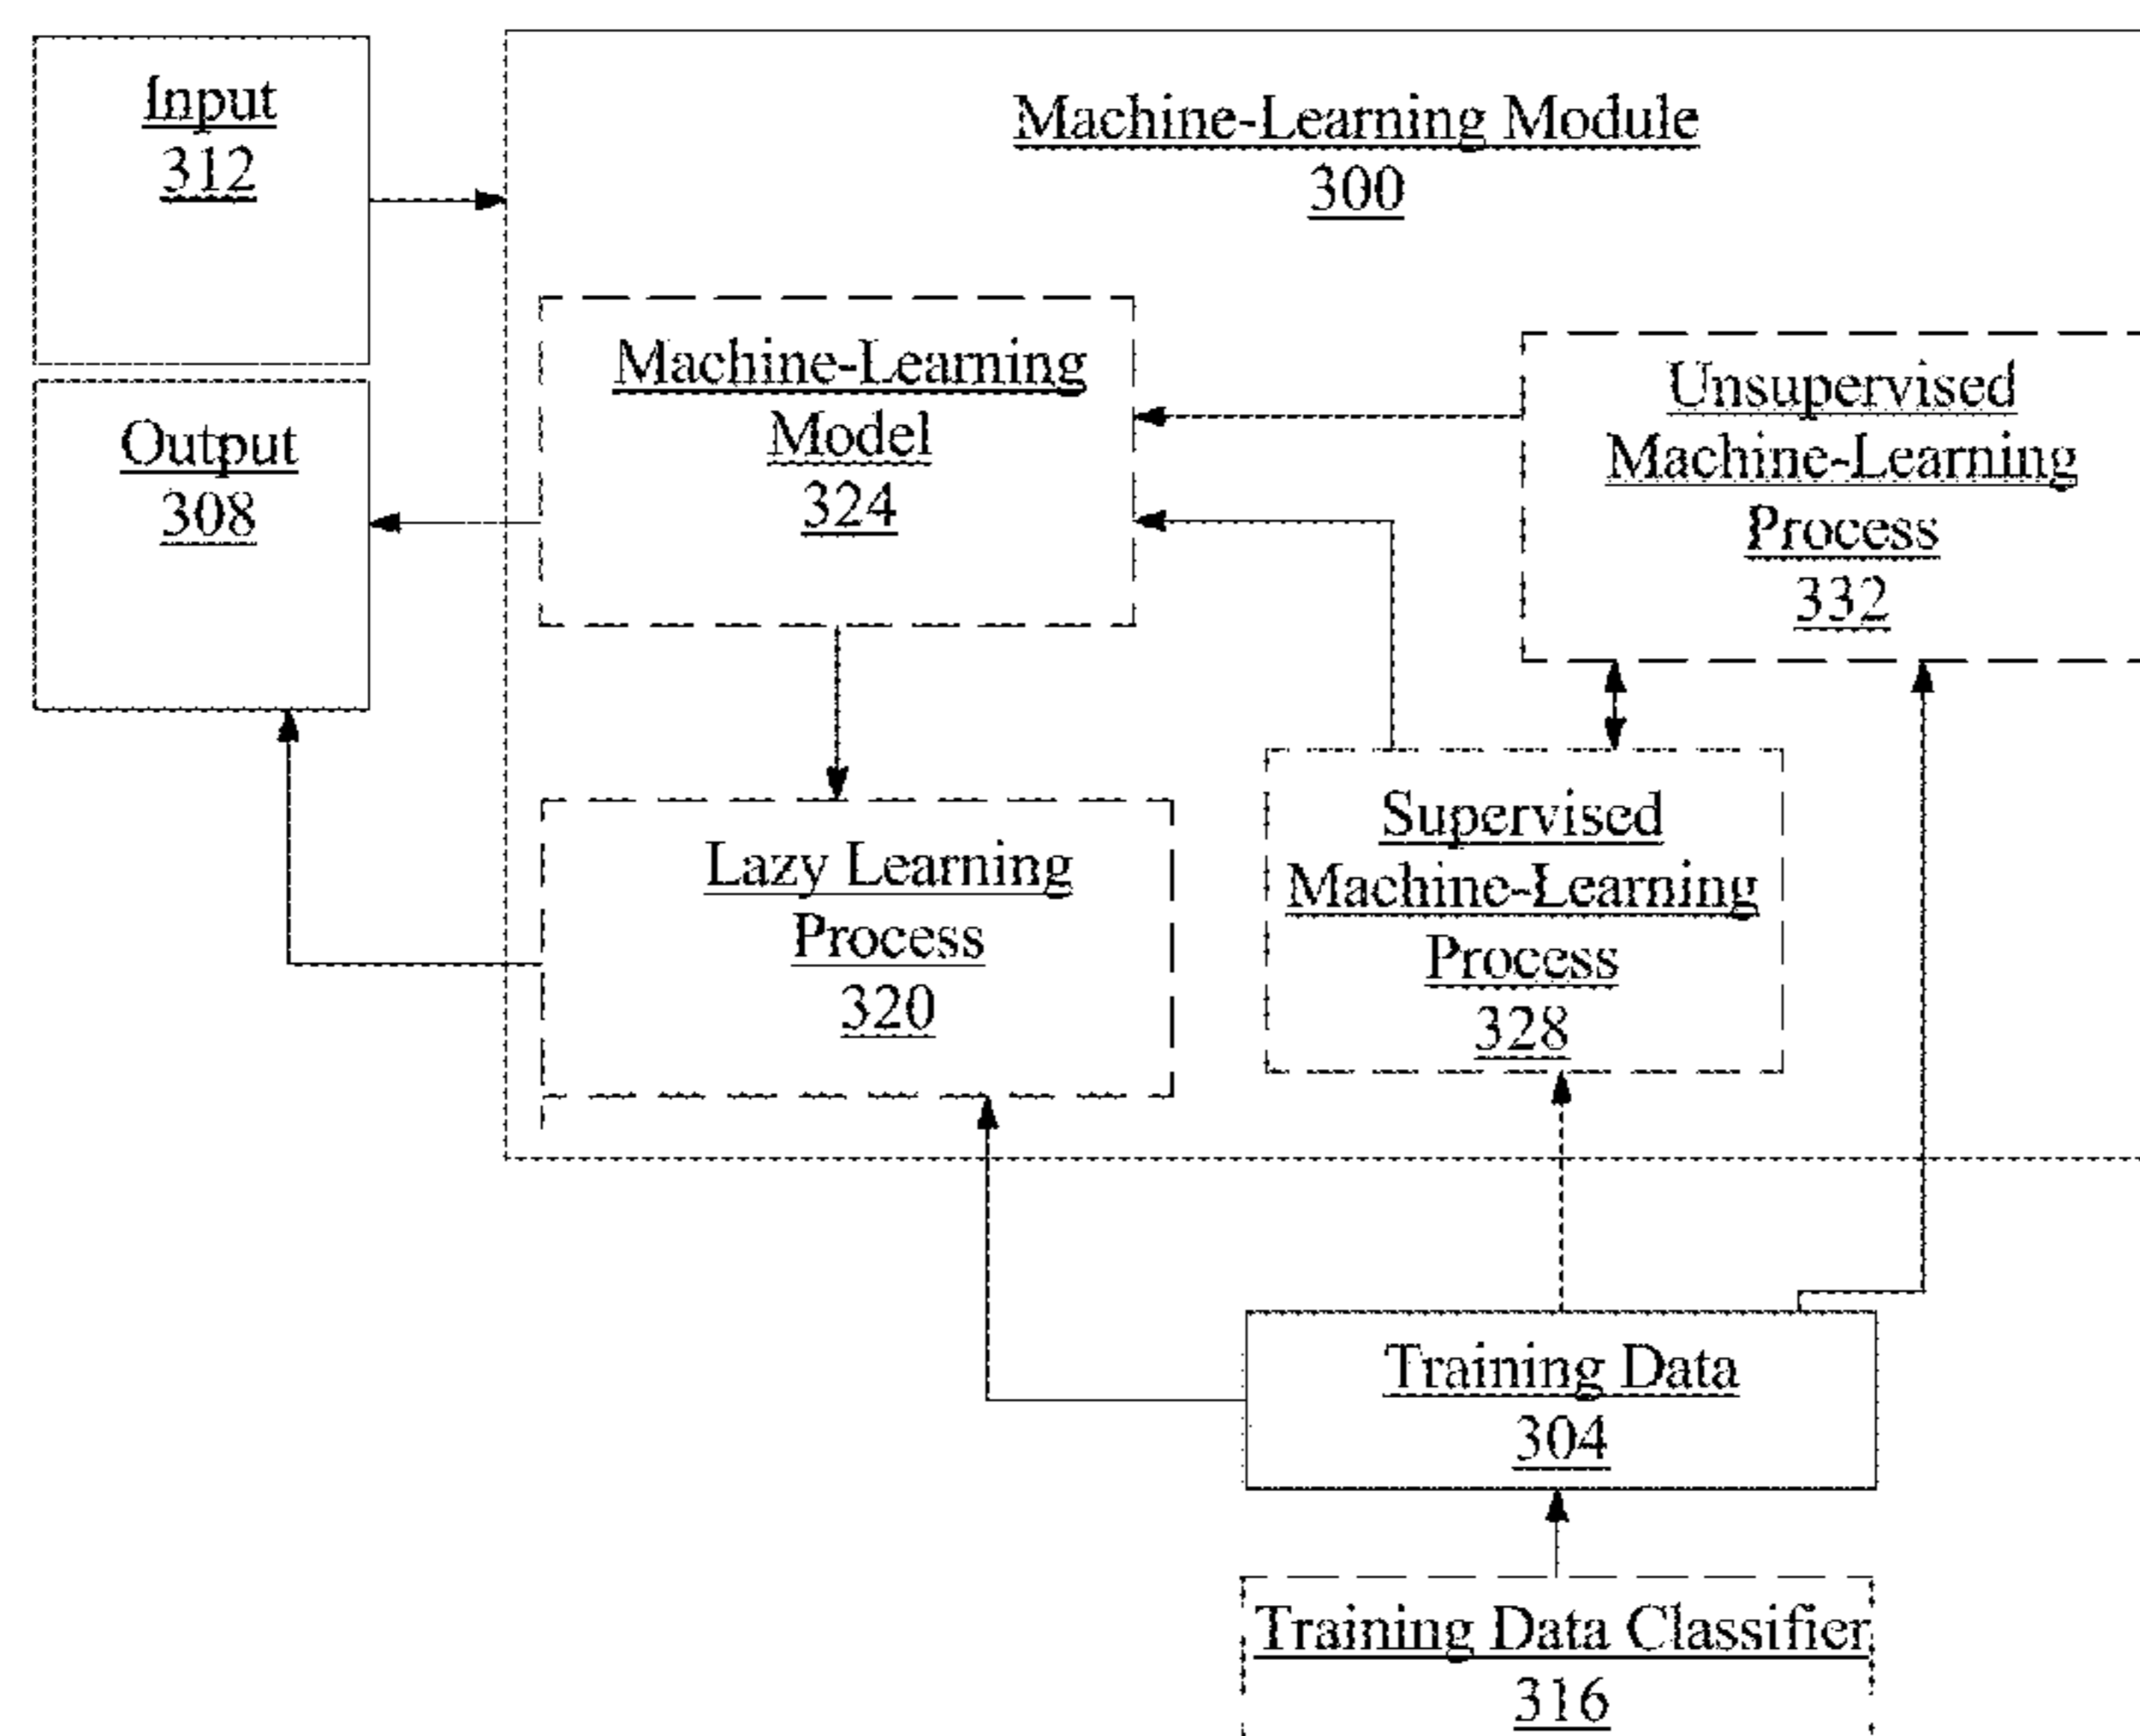 Input
312
Machine-Learning Module
300
Machine-Learning
Model
324
Unsupervised
Machine-Learning
Process
332
Output
308
Lazy Learning
Process
320
Supervised
Machine-Learning
Process
328
Training Data
304
Training Data Classifier
316